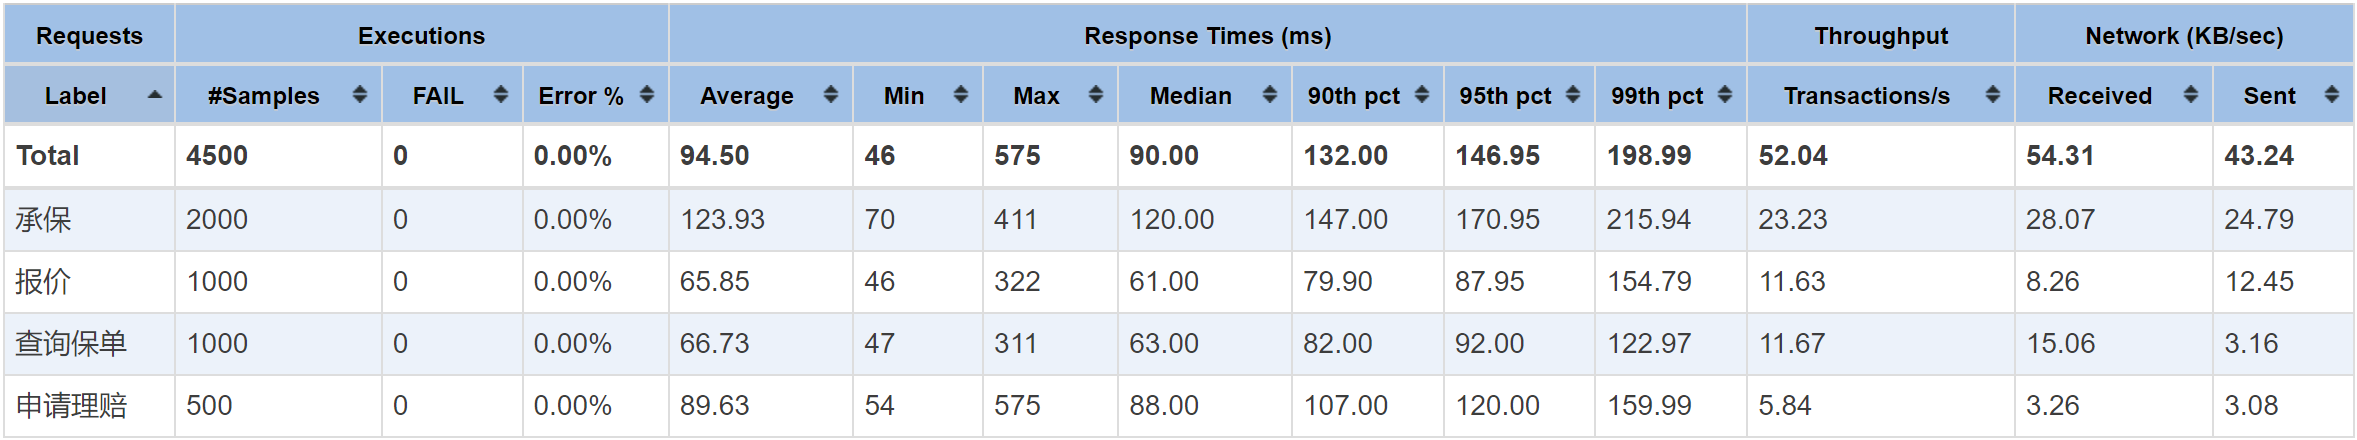 Requests Executions Response Times (ms) Throughput Network (KB/sec)
Label #Samples FAIL Error % Average Min Max Median 90th pct 95th pct 99th pct Transactions/s Received Sent
Total 4500 0 0.00% 94.50 46 575 90.00 132.00 146.95 198.99 52.04 54.31 43.24
承保 2000 0 0.00% 123.93 70 411 120.00 147.00 170.95 215.94 23.23 28.07 24.79
报价 1000 0 0.00% 65.85 46 322 61.00 79.90 87.95 154.79 11.63 8.26 12.45
查询保单 1000 0 0.00% 66.73 47 311 63.00 82.00 92.00 122.97 11.67 15.06 3.16
申请理赔 500 0 0.00% 89.63 54 575 88.00 107.00 120.00 159.99 5.84 3.26 3.08